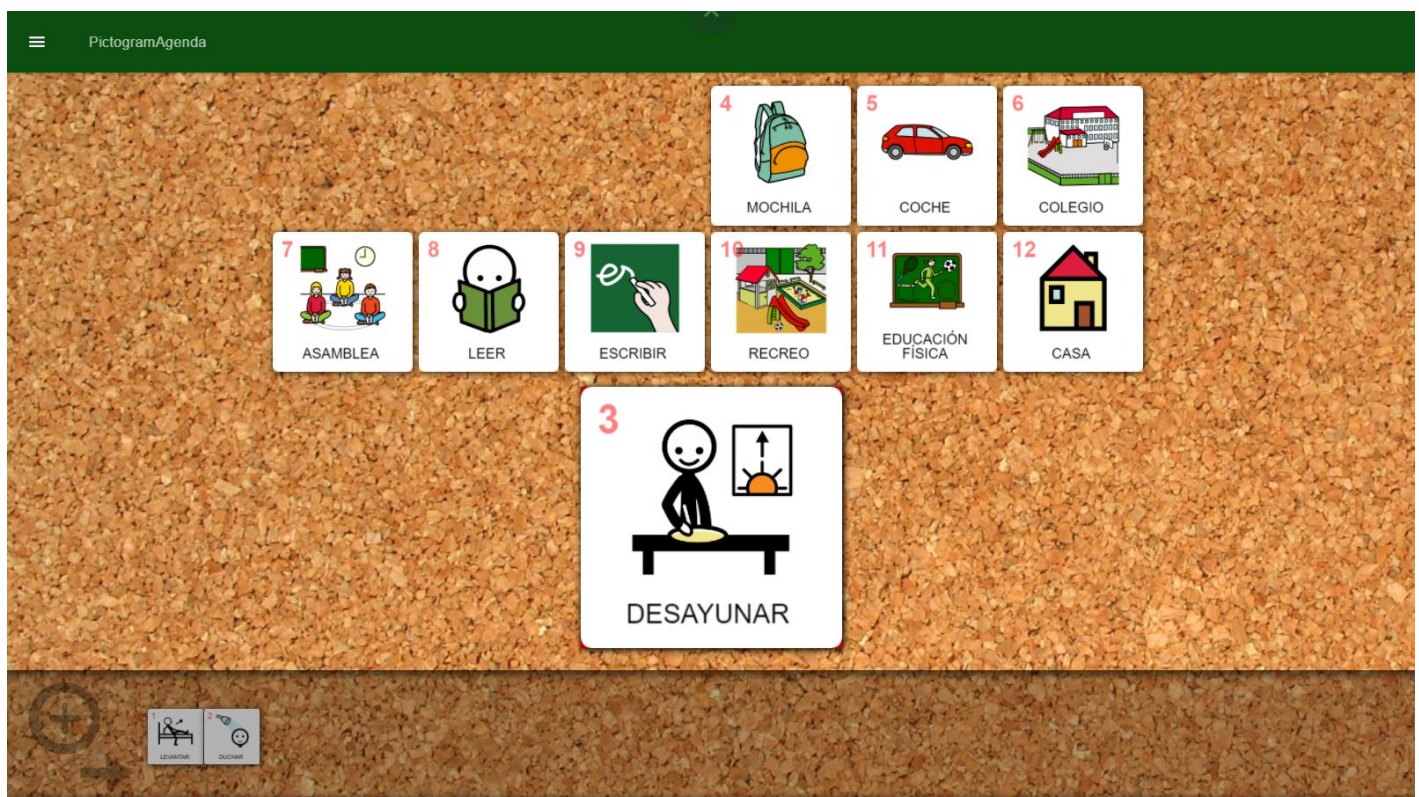 PictogramAgenda
4
MOCHILA
5
COCHE
6
COLEGIO
7
ASAMBLEA
8
LEER
9
ESCRIBIR
10
RECREO
11
EDUCACIÓN
FÍSICA
12
CASA
3
DESAYUNAR
1
LEVANTAR
2
DUCHAR